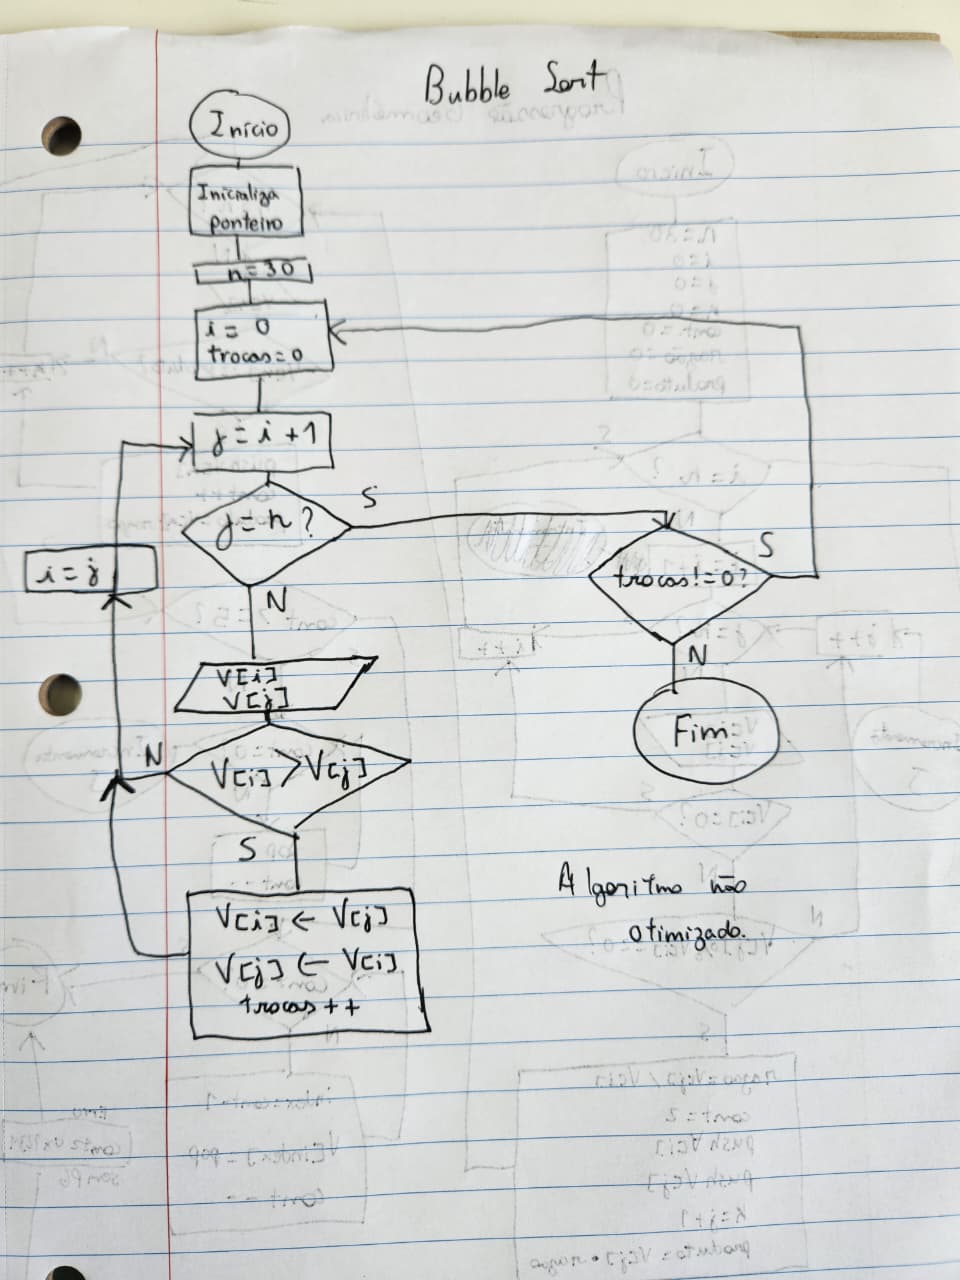 Bubble Sort
Início
Inicializa
ponteiro
n=30
i = 0
trocas=0
j = i +1
j = n ?
S
N
i = j
V[i]
V[j]
V[i] > V[j]
N
S
V[i] ← V[j]
V[j] ← V[i]
trocas ++
trocas != 0?
S
N
Fim
Algoritmo não
otimizado.